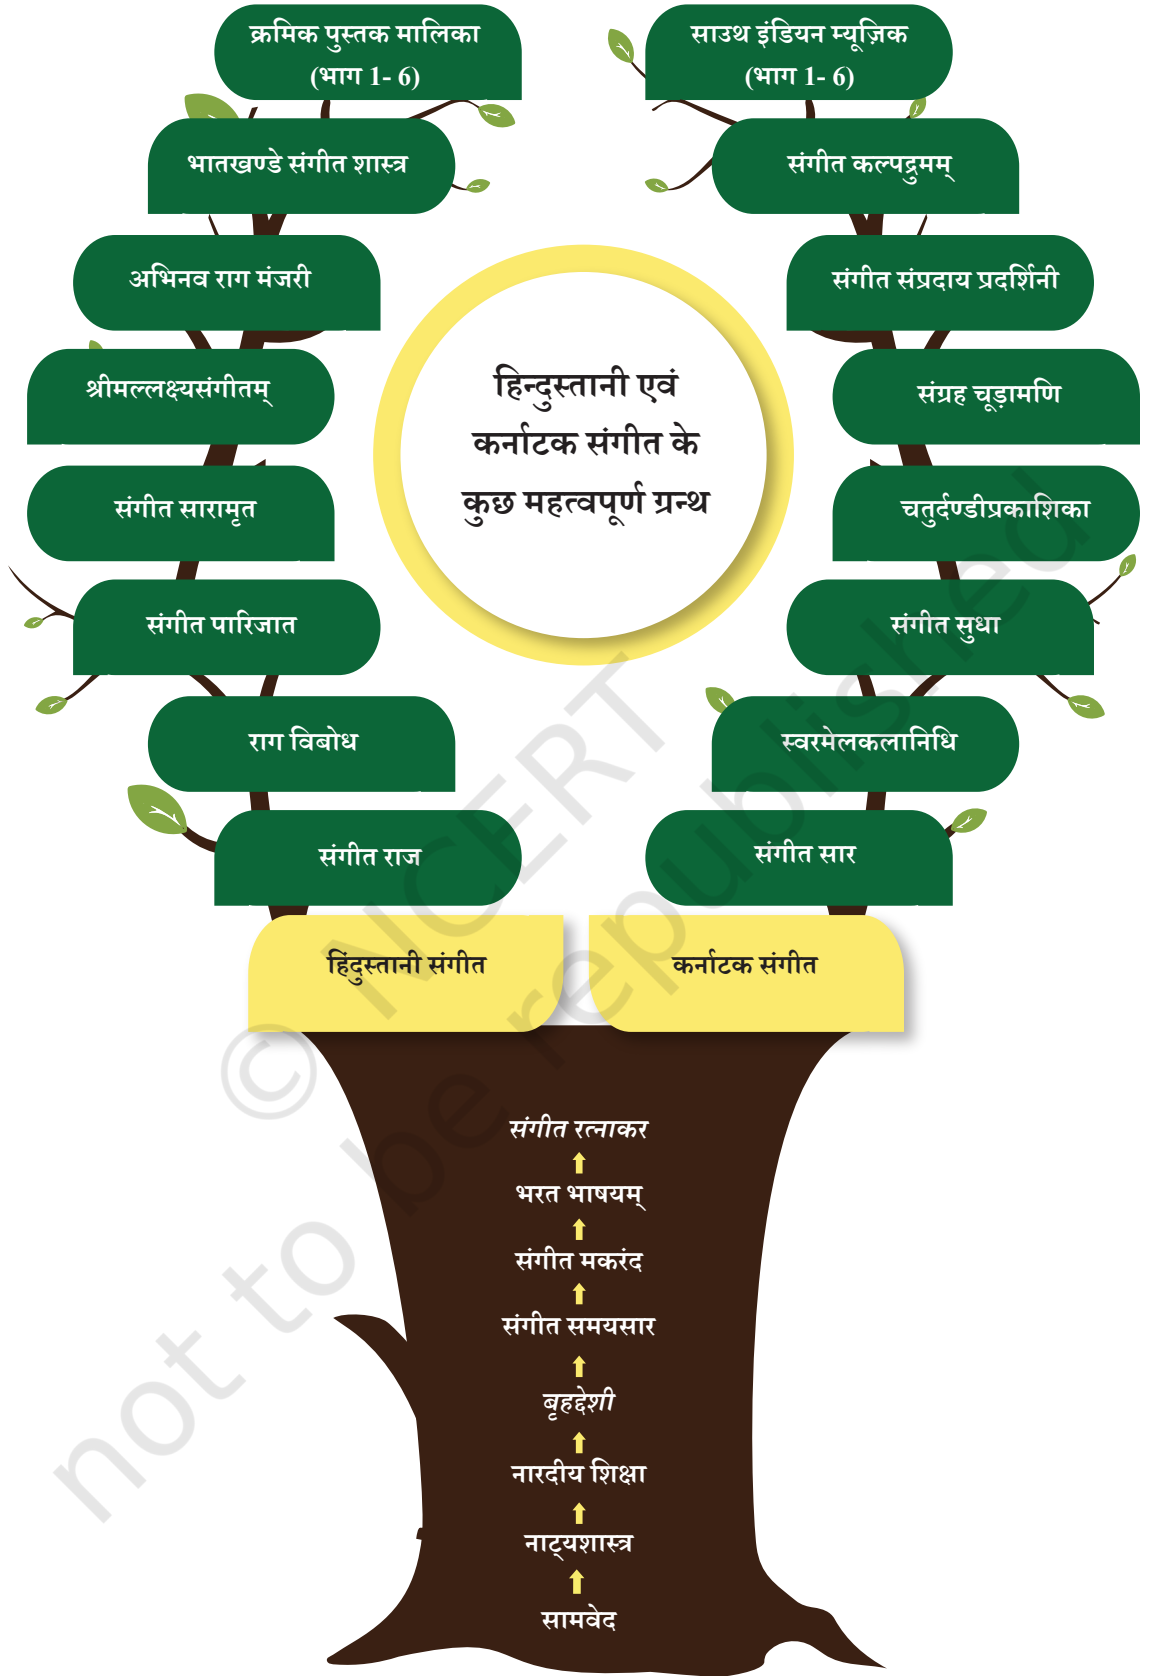 क्रमिक पुस्तक मालिका
(भाग 1- 6)
साउथ इंडियन म्यूज़िक
(भाग 1- 6)
भातखण्डे संगीत शास्त्र
संगीत कल्पद्रुमम्
अभिनव राग मंजरी
संगीत संप्रदाय प्रदर्शिनी
हिन्दुस्तानी एवं
कर्नाटक संगीत के
कुछ महत्वपूर्ण ग्रन्थ
श्रीमल्लक्ष्यसंगीतम्
संग्रह चूड़ामणि
संगीत सारामृत
चतुर्दण्डीप्रकाशिका
संगीत पारिजात
संगीत सुधा
राग विबोध
स्वरमेलकलानिधि
संगीत राज
संगीत सार
हिंदुस्तानी संगीत
कर्नाटक संगीत
संगीत रत्नाकर
भरत भाषयम्
संगीत मकरंद
संगीत समयसार
बृहद्देशी
नारदीय शिक्षा
नाट्यशास्त्र
सामवेद
© NCERT
not to be republished